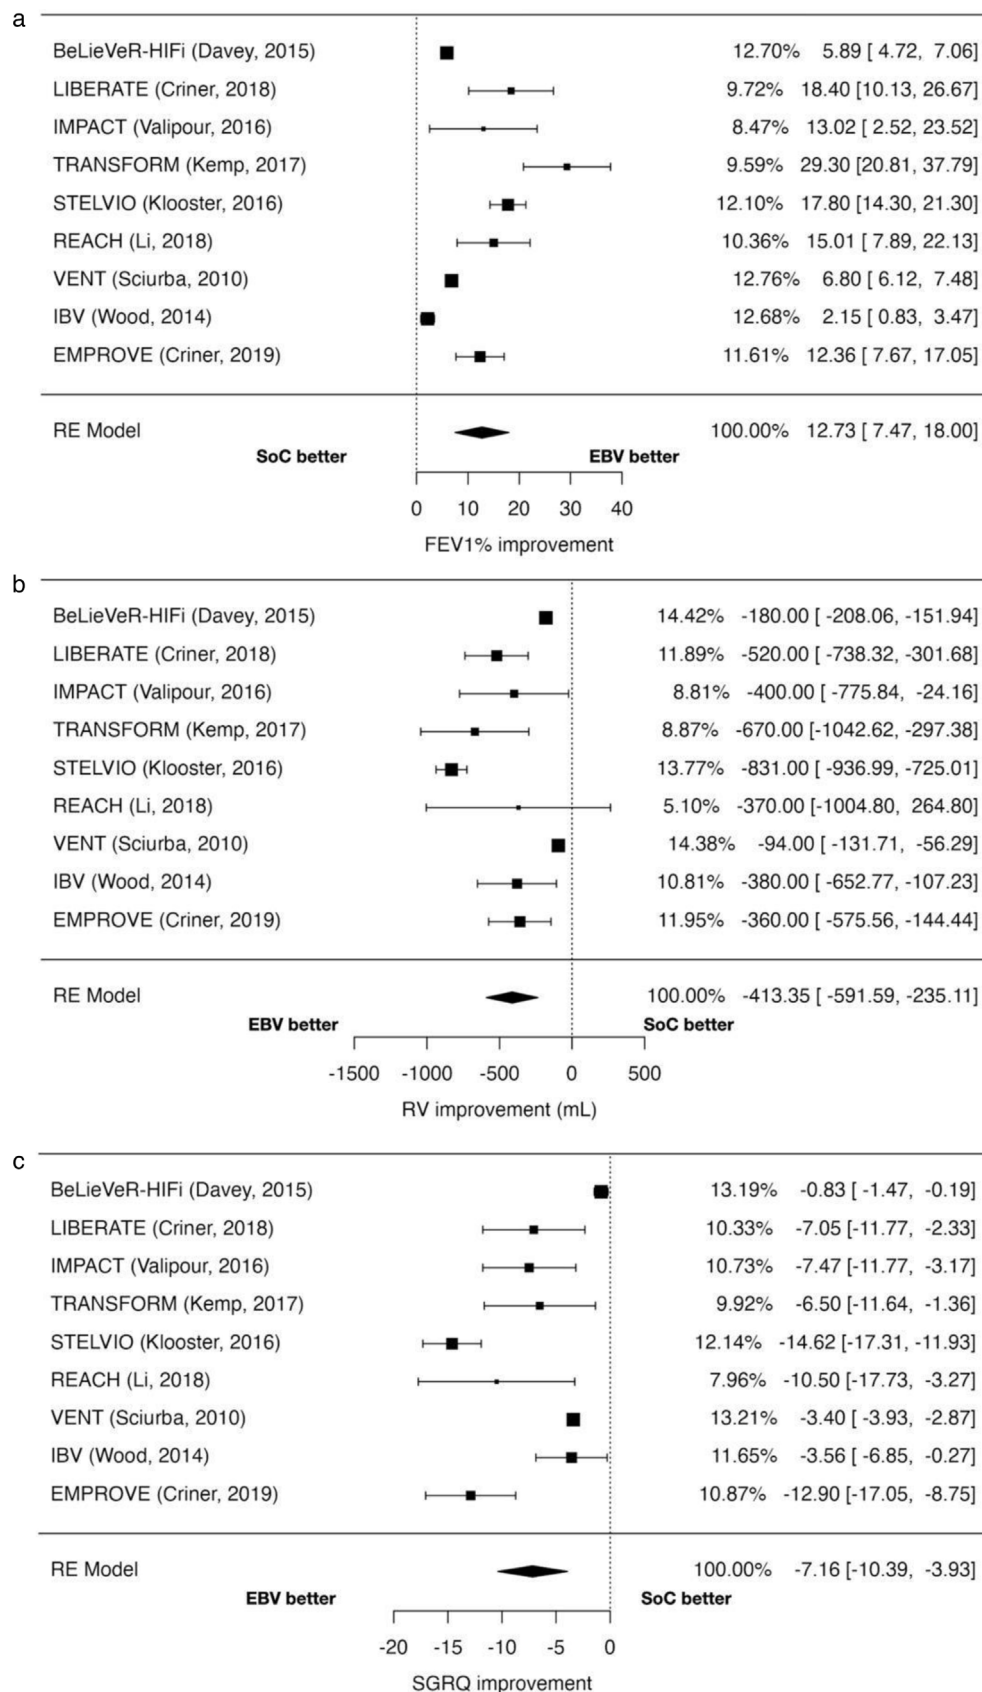 a
BeLieVeR-HIFi (Davey, 2015) 12.70% 5.89 [ 4.72, 7.06]
LIBERATE (Criner, 2018) 9.72% 18.40 [10.13, 26.67]
IMPACT (Valipour, 2016) 8.47% 13.02 [ 2.52, 23.52]
TRANSFORM (Kemp, 2017) 9.59% 29.30 [20.81, 37.79]
STELVIO (Klooster, 2016) 12.10% 17.80 [14.30, 21.30]
REACH (Li, 2018) 10.36% 15.01 [ 7.89, 22.13]
VENT (Sciurba, 2010) 12.76% 6.80 [ 6.12, 7.48]
IBV (Wood, 2014) 12.68% 2.15 [ 0.83, 3.47]
EMPROVE (Criner, 2019) 11.61% 12.36 [ 7.67, 17.05]
RE Model 100.00% 12.73 [ 7.47, 18.00]
SoC better EBV better
0 10 20 30 40
FEV1% improvement
b
BeLieVeR-HIFi (Davey, 2015) 14.42% -180.00 [ -208.06, -151.94]
LIBERATE (Criner, 2018) 11.89% -520.00 [ -738.32, -301.68]
IMPACT (Valipour, 2016) 8.81% -400.00 [ -775.84, -24.16]
TRANSFORM (Kemp, 2017) 8.87% -670.00 [-1042.62, -297.38]
STELVIO (Klooster, 2016) 13.77% -831.00 [ -936.99, -725.01]
REACH (Li, 2018) 5.10% -370.00 [-1004.80, 264.80]
VENT (Sciurba, 2010) 14.38% -94.00 [ -131.71, -56.29]
IBV (Wood, 2014) 10.81% -380.00 [ -652.77, -107.23]
EMPROVE (Criner, 2019) 11.95% -360.00 [ -575.56, -144.44]
RE Model 100.00% -413.35 [ -591.59, -235.11]
EBV better SoC better
-1500 -1000 -500 0 500
RV improvement (mL)
c
BeLieVeR-HIFi (Davey, 2015) 13.19% -0.83 [ -1.47, -0.19]
LIBERATE (Criner, 2018) 10.33% -7.05 [-11.77, -2.33]
IMPACT (Valipour, 2016) 10.73% -7.47 [-11.77, -3.17]
TRANSFORM (Kemp, 2017) 9.92% -6.50 [-11.64, -1.36]
STELVIO (Klooster, 2016) 12.14% -14.62 [-17.31, -11.93]
REACH (Li, 2018) 7.96% -10.50 [-17.73, -3.27]
VENT (Sciurba, 2010) 13.21% -3.40 [ -3.93, -2.87]
IBV (Wood, 2014) 11.65% -3.56 [ -6.85, -0.27]
EMPROVE (Criner, 2019) 10.87% -12.90 [-17.05, -8.75]
RE Model 100.00% -7.16 [-10.39, -3.93]
EBV better SoC better
-20 -15 -10 -5 0
SGRQ improvement